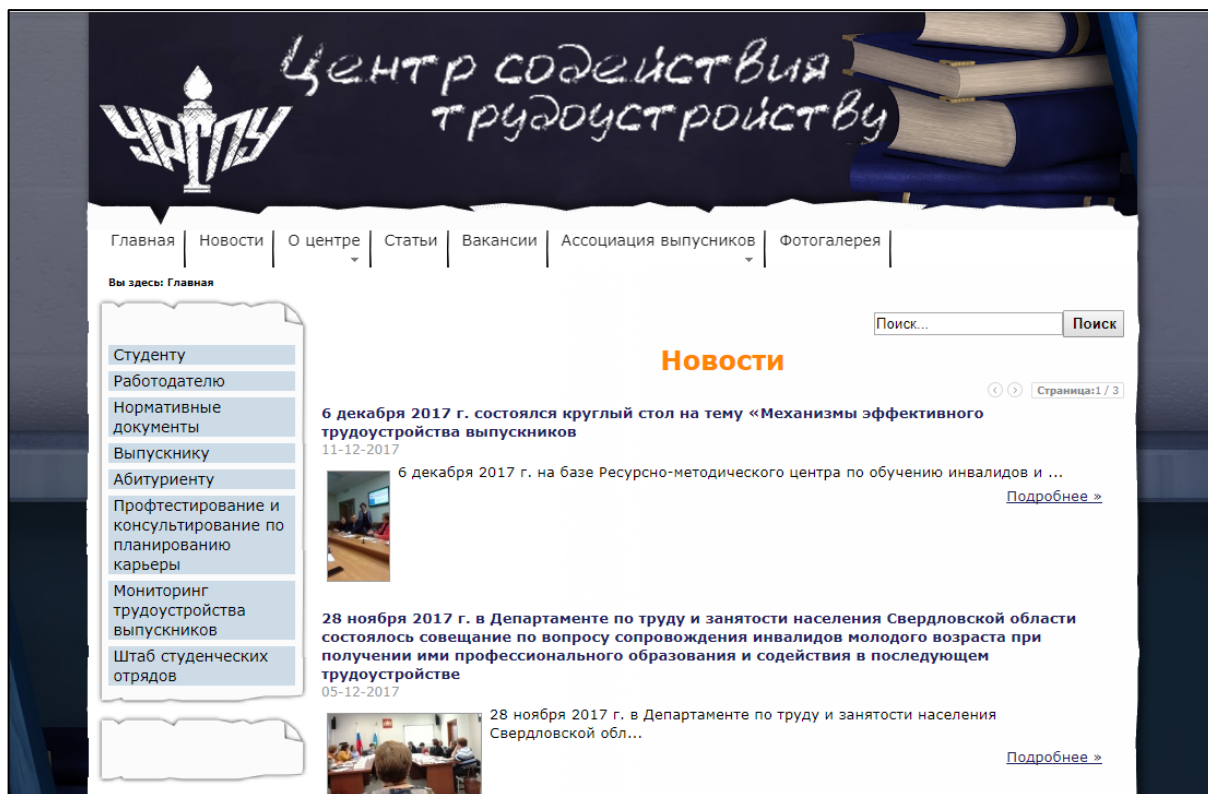 Центр содействия
трудоустройству
УРГПУ
Главная Новости О центре Статьи Вакансии Ассоциация выпусников Фотогалерея
Вы здесь: Главная
Поиск... Поиск
Студенту
Работодателю
Нормативные
документы
Выпускнику
Абитуриенту
Профтестирование и
консультирование по
планированию
карьеры
Мониторинг
трудоустройства
выпускников
Штаб студенческих
отрядов
Новости
Страница:1 / 3
6 декабря 2017 г. состоялся круглый стол на тему «Механизмы эффективного
трудоустройства выпускников
11-12-2017
6 декабря 2017 г. на базе Ресурсно-методического центра по обучению инвалидов и ...
Подробнее »
28 ноября 2017 г. в Департаменте по труду и занятости населения Свердловской области
состоялось совещание по вопросу сопровождения инвалидов молодого возраста при
получении ими профессионального образования и содействия в последующем
трудоустройстве
05-12-2017
28 ноября 2017 г. в Департаменте по труду и занятости населения
Свердловской обл...
Подробнее »